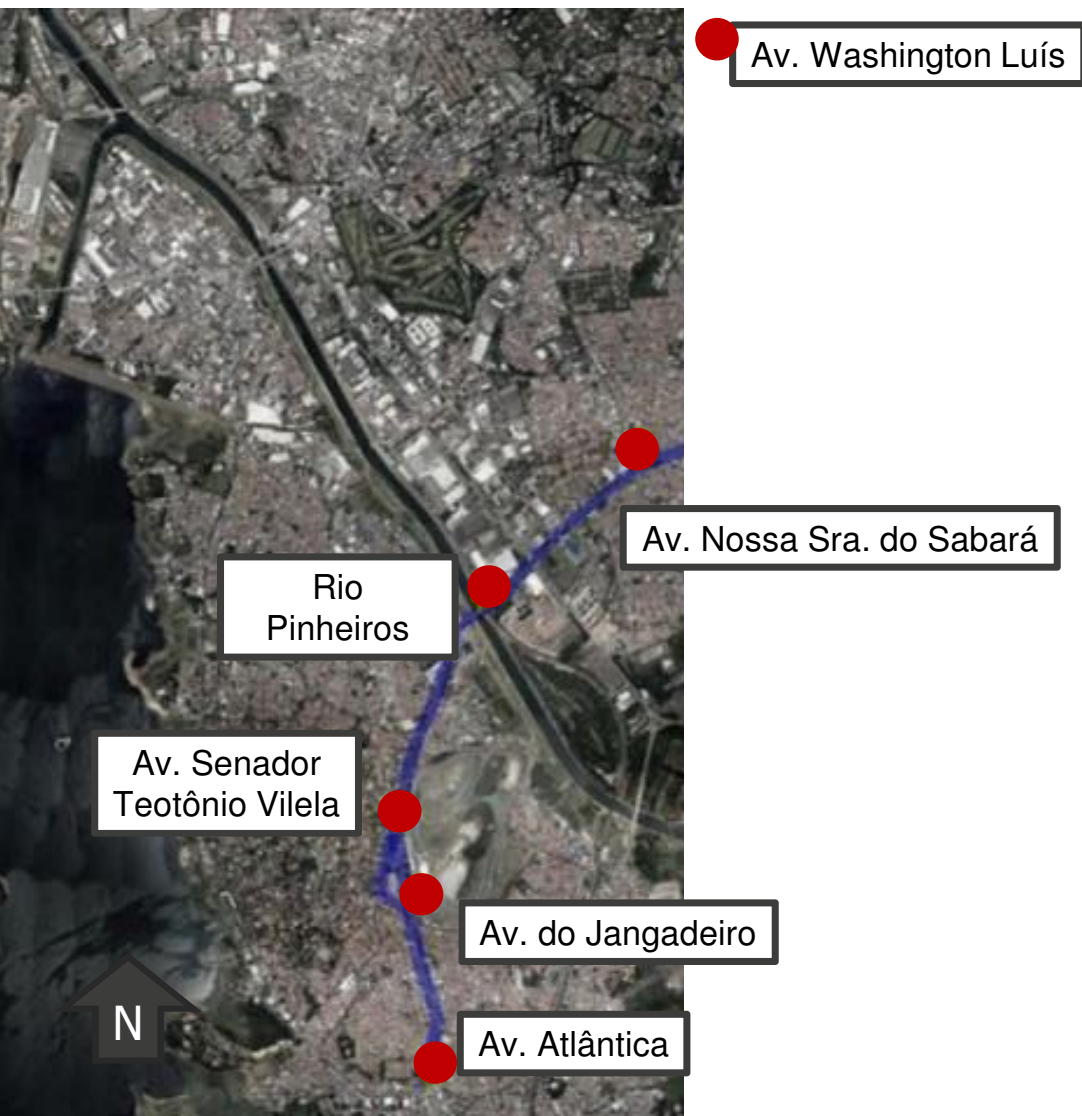 Av. Washington Luís
Av. Nossa Sra. do Sabará
Rio
Pinheiros
Av. Senador
Teotônio Vilela
Av. do Jangadeiro
Av. Atlântica
N